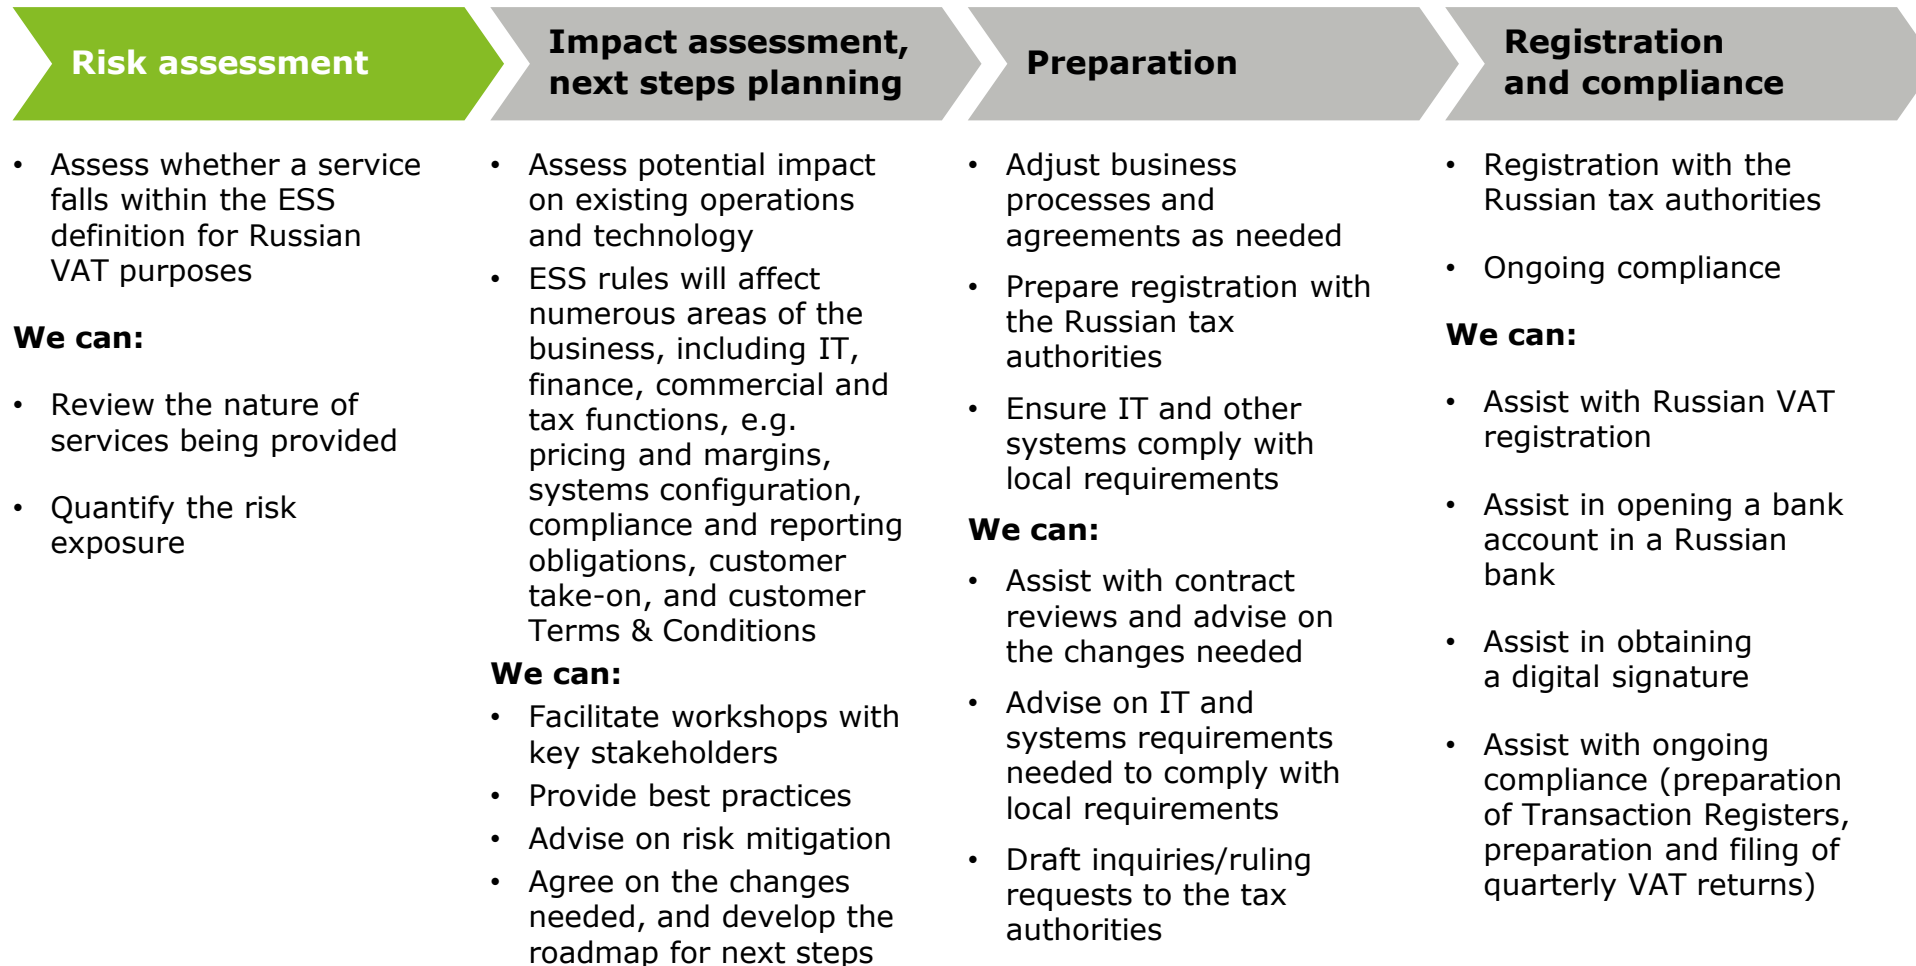 Risk assessment
• Assess whether a service
falls within the ESS
definition for Russian
VAT purposes
We can:
• Review the nature of
services being provided
• Quantify the risk
exposure
Impact assessment,
next steps planning
• Assess potential impact
on existing operations
and technology
• ESS rules will affect
numerous areas of the
business, including IT,
finance, commercial and
tax functions, e.g.
pricing and margins,
systems configuration,
compliance and reporting
obligations, customer
take-on, and customer
Terms & Conditions
We can:
• Facilitate workshops with
key stakeholders
• Provide best practices
• Advise on risk mitigation
• Agree on the changes
needed, and develop the
roadmap for next steps
Preparation
• Adjust business
processes and
agreements as needed
• Prepare registration with
the Russian tax
authorities
• Ensure IT and other
systems comply with
local requirements
We can:
• Assist with contract
reviews and advise on
the changes needed
• Advise on IT and
systems requirements
needed to comply with
local requirements
• Draft inquiries/ruling
requests to the tax
authorities
Registration
and compliance
• Registration with the
Russian tax authorities
• Ongoing compliance
We can:
• Assist with Russian VAT
registration
• Assist in opening a bank
account in a Russian
bank
• Assist in obtaining
a digital signature
• Assist with ongoing
compliance (preparation
of Transaction Registers,
preparation and filing of
quarterly VAT returns)